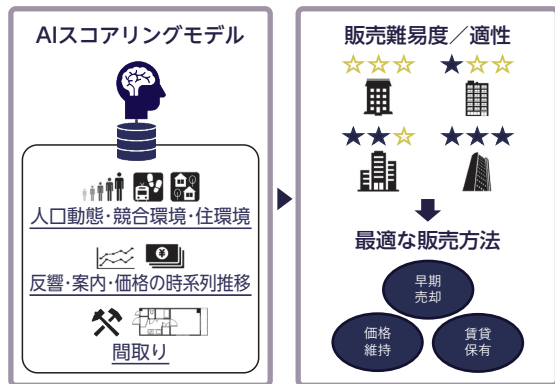 AIスコアリングモデル
人口動態・競合環境・住環境
¥
反響・案内・価格の時系列推移
間取り
販売難易度／適性
最適な販売方法
早期
売却
価格
維持
賃貸
保有